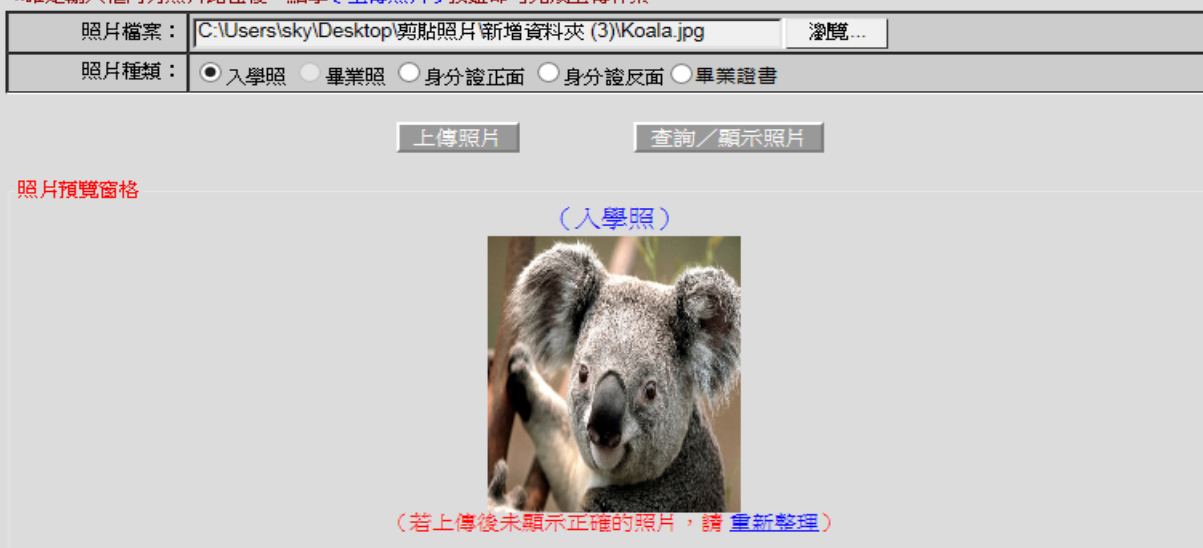 照片檔案：
C:\Users\sky\Desktop\剪貼照片\新增資料夾 (3)\Koala.jpg
瀏覽...
照片種類：
入學照 畢業照 身分證正面 身分證反面 畢業證書
上傳照片
查詢／顯示照片
照片預覽窗格
（入學照）
（若上傳後未顯示正確的照片，請 重新整理）